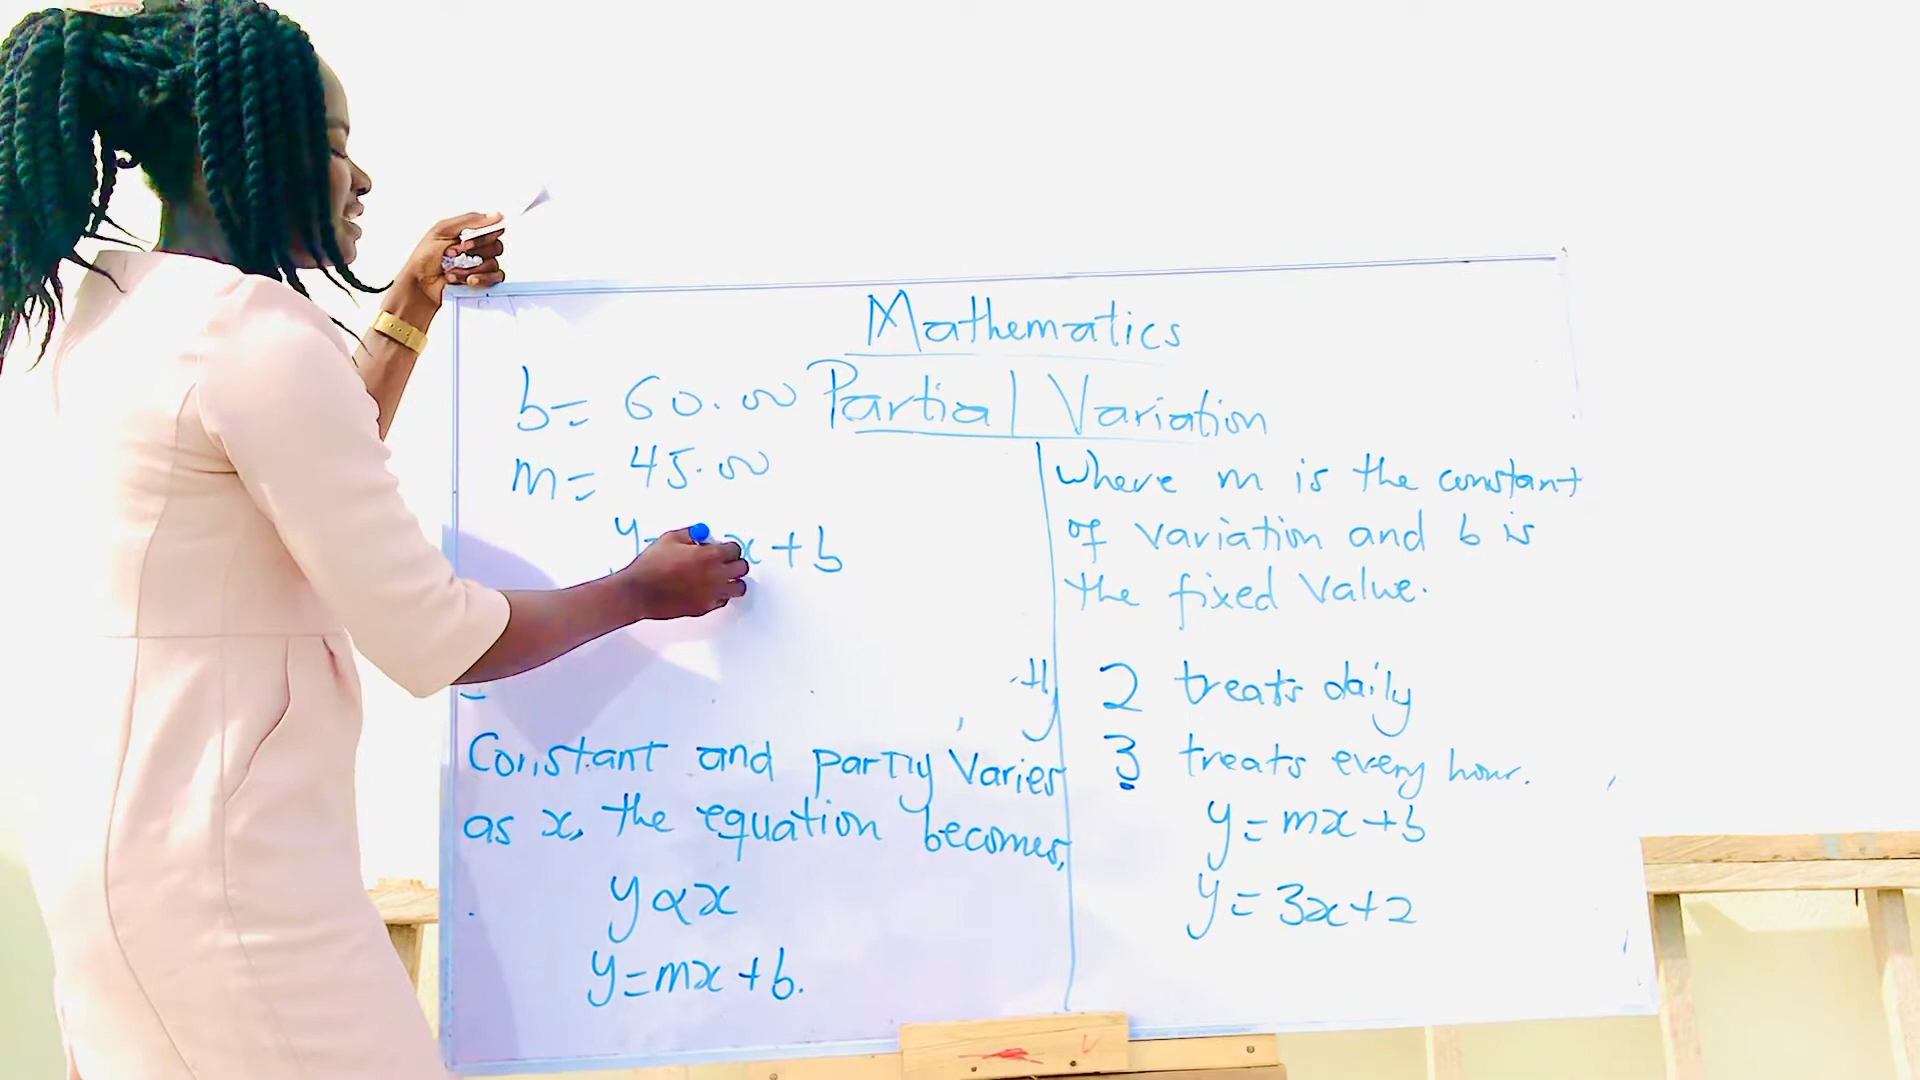 Mathematics
Partial Variation
b = 60.00
m = 45.00
y = x + b
Constant and partly varies
as x, the equation becomes,
y ∝ x
y = mx + b.
where m is the constant
of variation and b is
the fixed value.
2 treats daily
3 treats every hour.
y = mx + b
y = 3x + 2